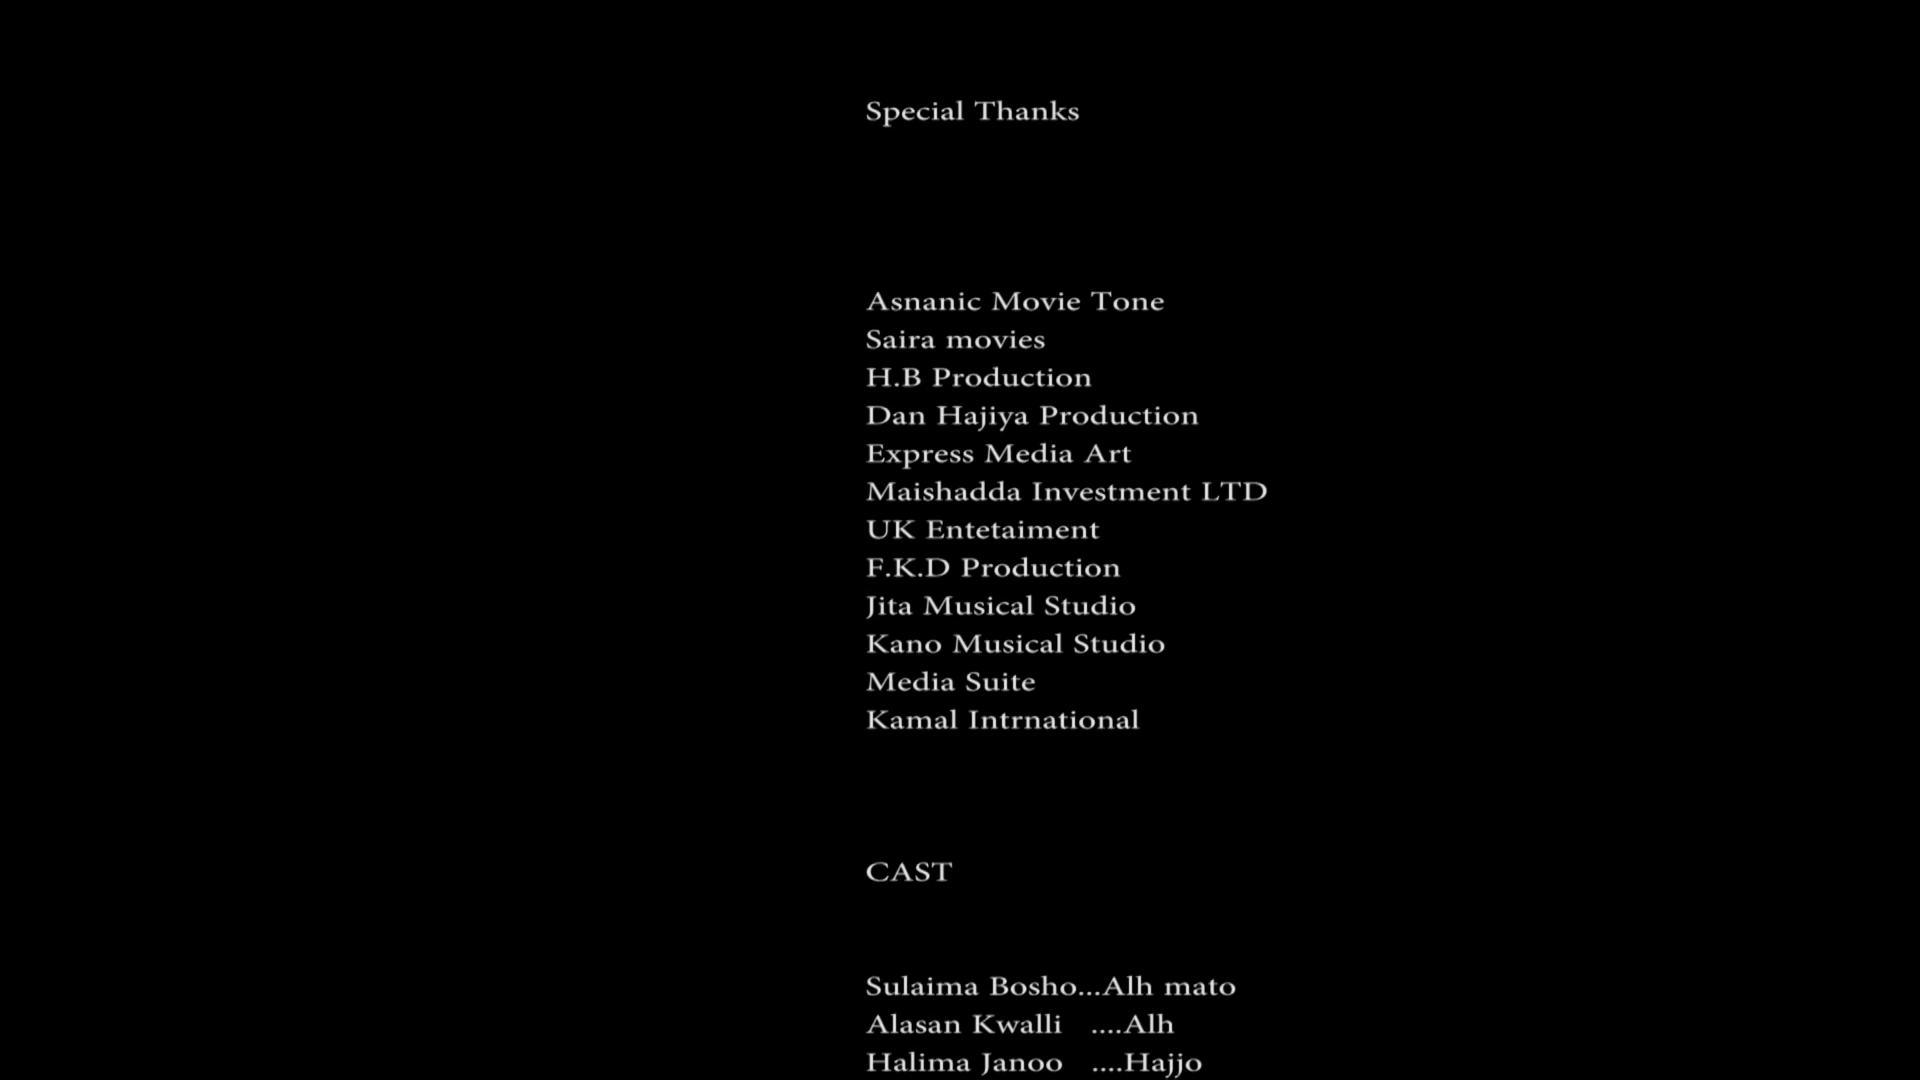 Special Thanks
Asnanic Movie Tone
Saira movies
H.B Production
Dan Hajiya Production
Express Media Art
Maishadda Investment LTD
UK Entetaiment
F.K.D Production
Jita Musical Studio
Kano Musical Studio
Media Suite
Kamal Intrnational
CAST
Sulaima Bosho...Alh mato
Alasan Kwalli ....Alh
Halima Janoo ....Hajjo